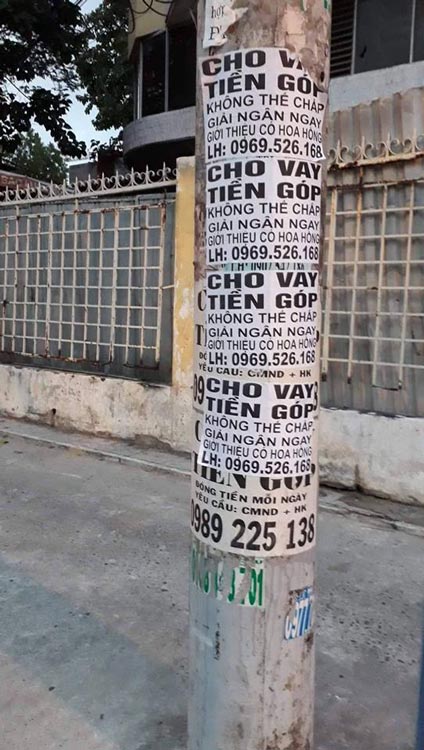 CHO VAY
TIỀN GÓP
KHÔNG THẾ CHẤP
GIẢI NGÂN NGAY
GIỚI THIỆU CÓ HOA HỒNG
LH: 0969.526.168
CHO VAY
TIỀN GÓP
KHÔNG THẾ CHẤP
GIẢI NGÂN NGAY
GIỚI THIỆU CÓ HOA HỒNG
LH: 0969.526.168
CHO VAY
TIỀN GÓP
KHÔNG THẾ CHẤP
GIẢI NGÂN NGAY
GIỚI THIỆU CÓ HOA HỒNG
LH: 0969.526.168
YÊU CẦU: CMND + HK
CHO VAY
TIỀN GÓP
KHÔNG THẾ CHẤP
GIẢI NGÂN NGAY
GIỚI THIỆU CÓ HOA HỒNG
LH: 0969.526.168
TIỀN GÓP
ĐÓNG TIỀN MỖI NGÀY
YÊU CẦU: CMND + HK
0989 225 138